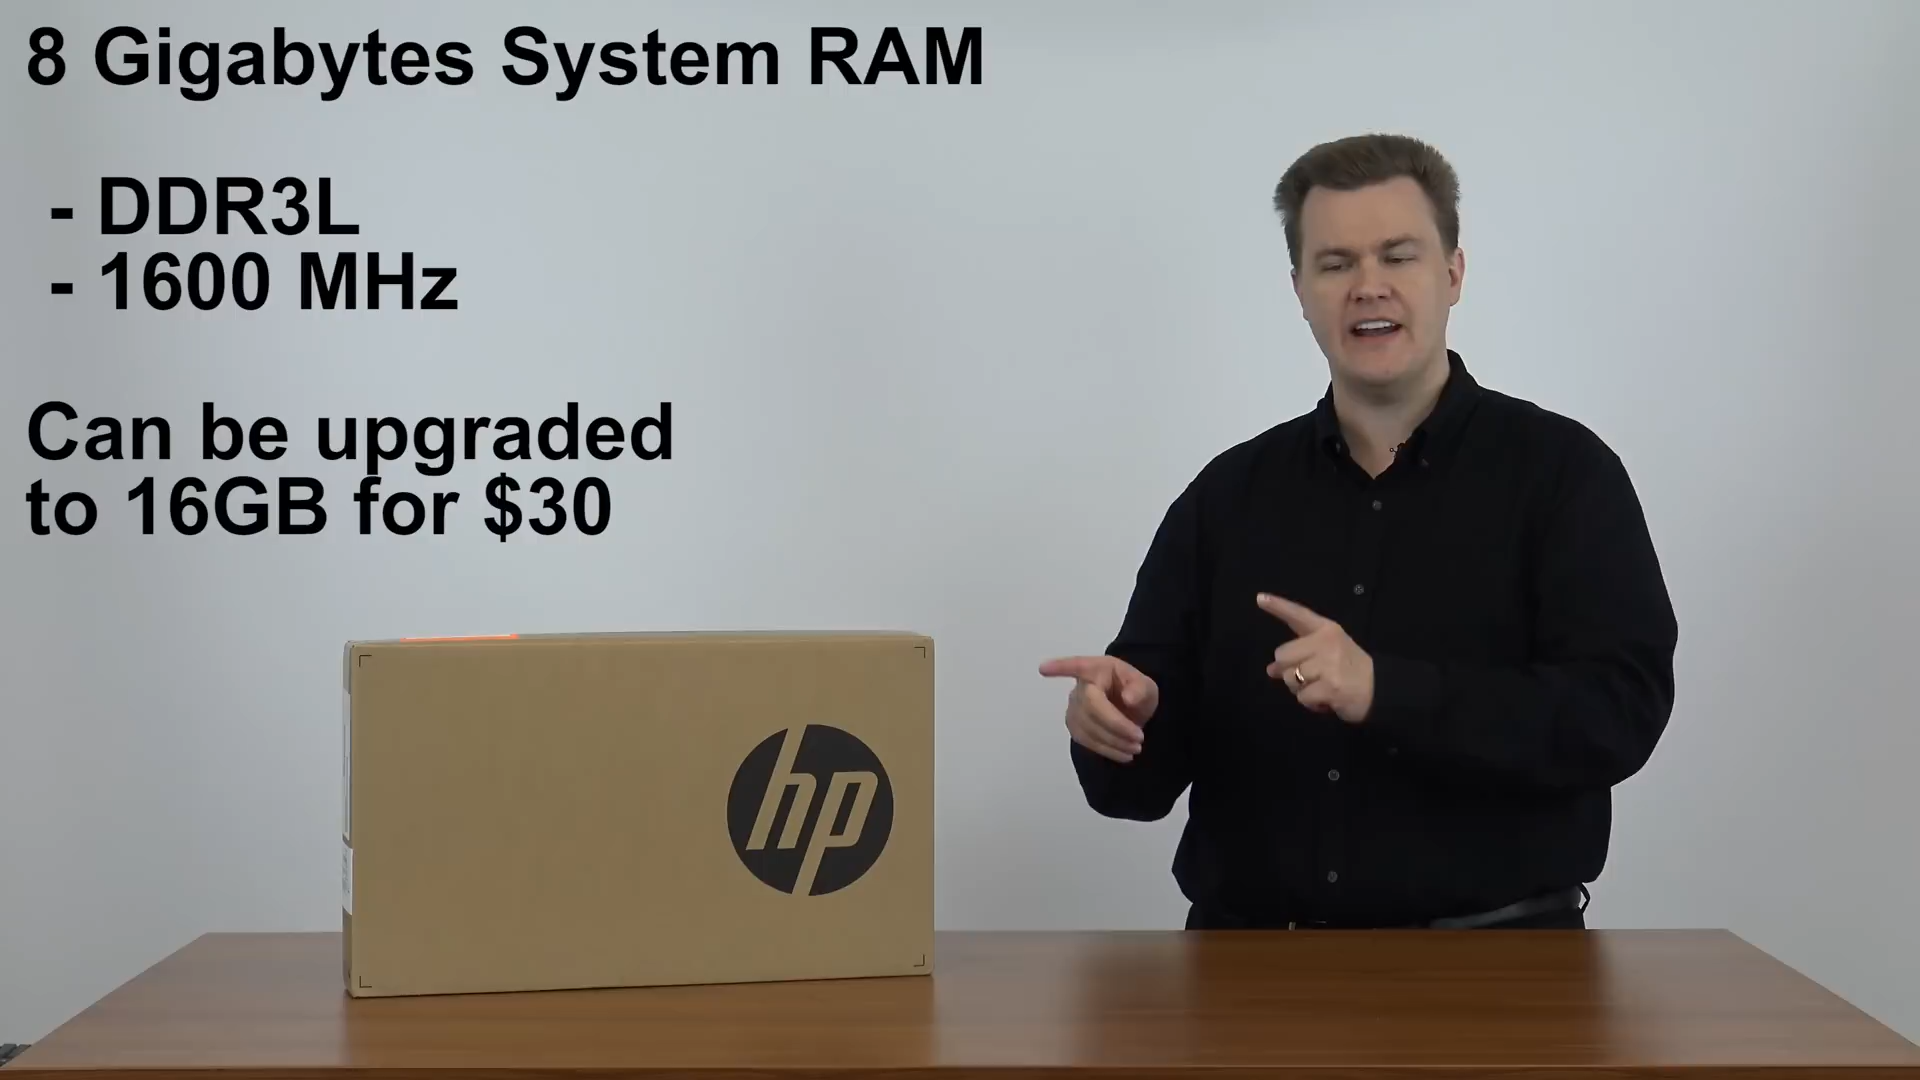 8 Gigabytes System RAM
- DDR3L
- 1600 MHz
Can be upgraded
to 16GB for $30
hp